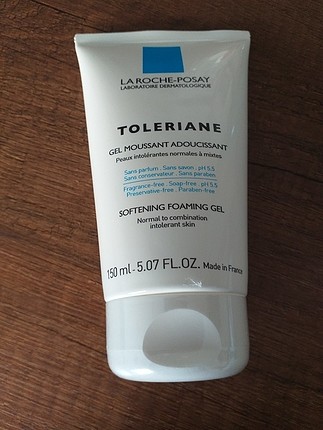 LA ROCHE-POSAY
LABORATOIRE DERMATOLOGIQUE
TOLERIANE
GEL MOUSSANT ADOUCISSANT
Peaux intolérantes normales à mixtes
Sans parfum . Sans savon . pH 5,5
Sans conservateur . Sans paraben
Fragrance-free . Soap-free . pH 5.5
Preservative-free . Paraben-free
SOFTENING FOAMING GEL
Normal to combination
intolerant skin
150 ml - 5.07 FL.OZ. Made in France